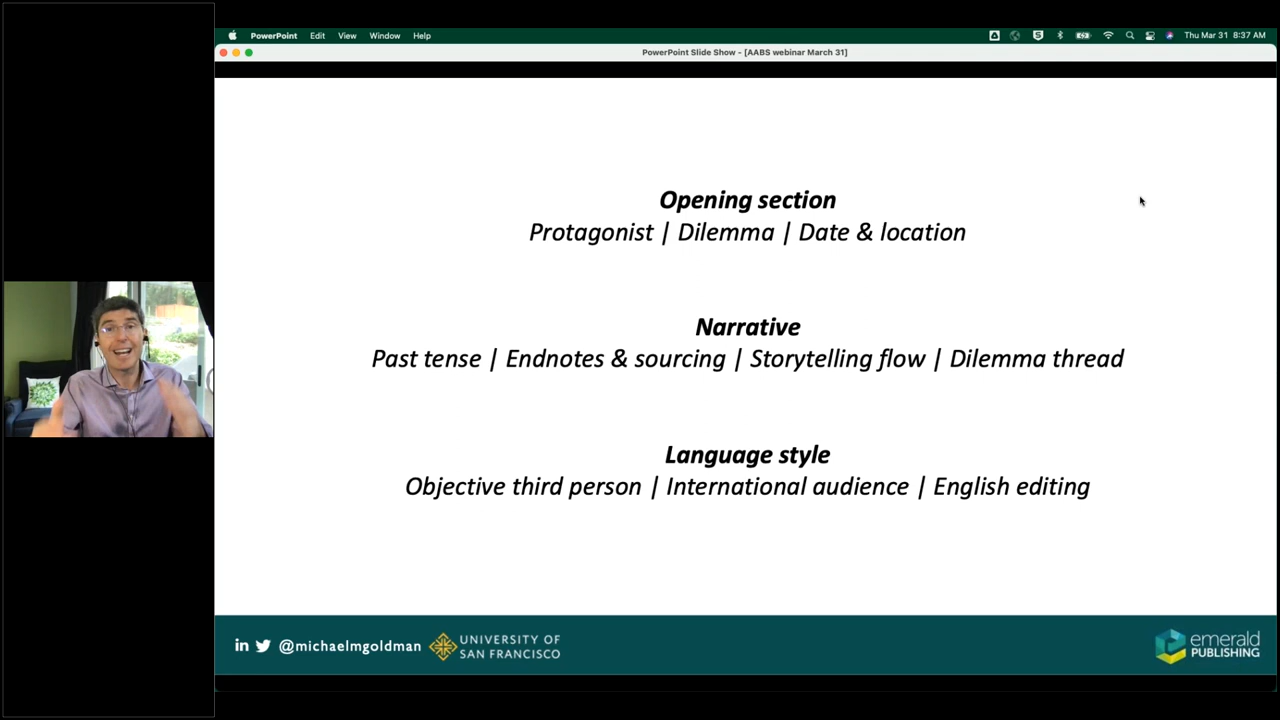 PowerPoint Edit View Window Help Thu Mar 31 8:37 AM
PowerPoint Slide Show - [AABS webinar March 31]
Opening section
Protagonist | Dilemma | Date & location
Narrative
Past tense | Endnotes & sourcing | Storytelling flow | Dilemma thread
Language style
Objective third person | International audience | English editing
in @michaelmgoldman
UNIVERSITY OF
SAN FRANCISCO
emerald
PUBLISHING